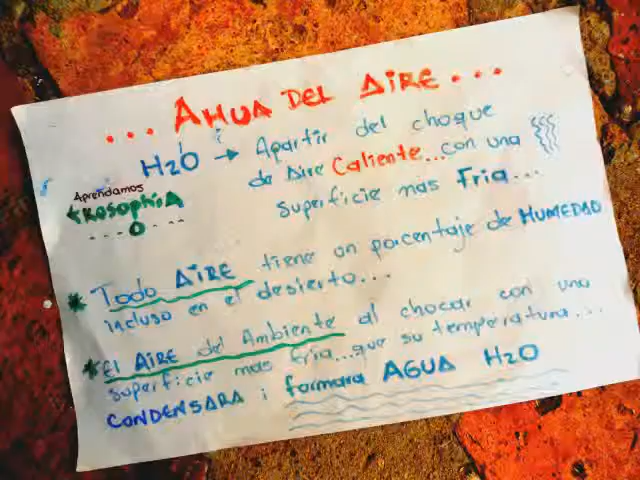 ... AHUA DEL AIRE...
H2O → Apartir del choque
de Aire Caliente... con una
superficie mas Fria...
Aprendamos
O
* Todo AIRE tiene un porcentaje de HUMEDAD
incluso en el desierto...
* El AIRE del Ambiente al chocar con una
superficie mas fria... que su temperatura...
CONDENSARA i formara AGUA H2O